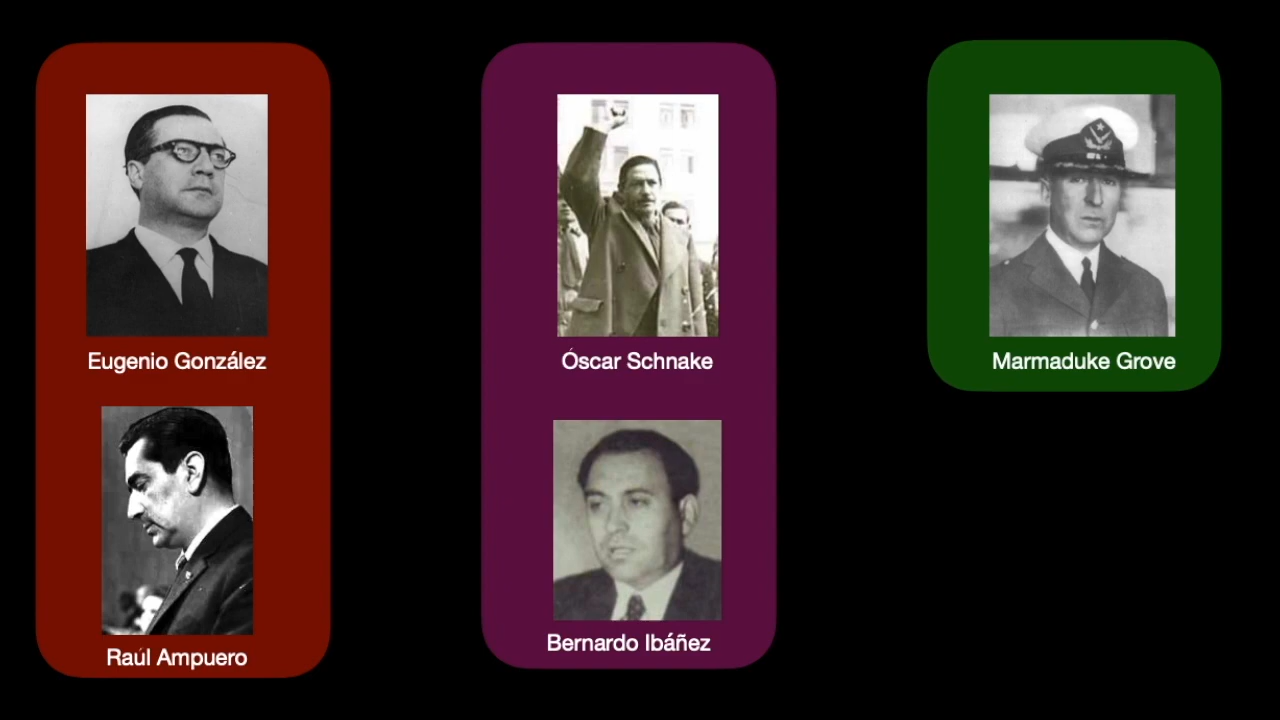 Eugenio González
Óscar Schnake
Marmaduke Grove
Raúl Ampuero
Bernardo Ibáñez